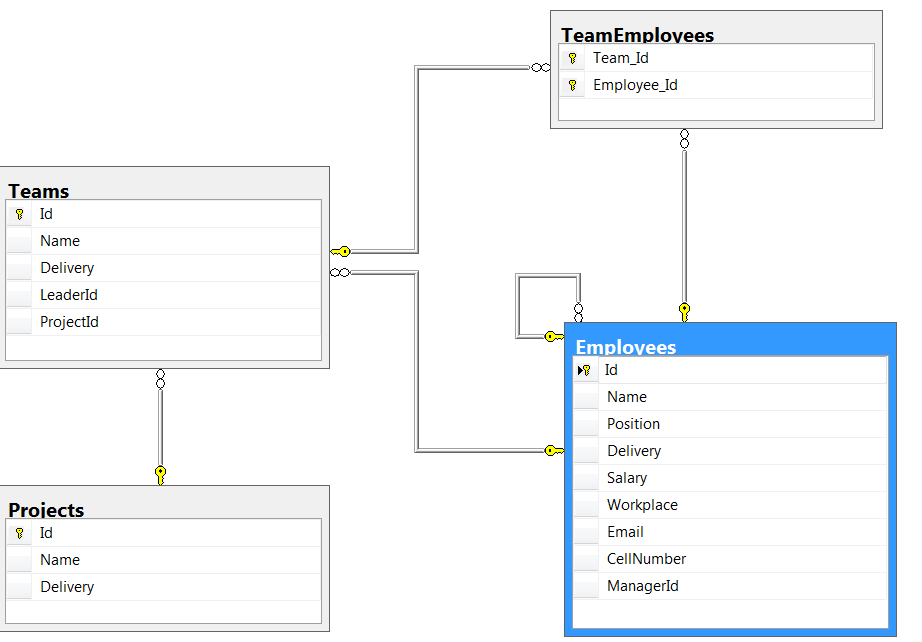 TeamEmployees
Team_Id
Employee_Id
Teams
Id
Name
Delivery
LeaderId
ProjectId
Employees
Id
Name
Position
Delivery
Salary
Workplace
Email
CellNumber
ManagerId
Projects
Id
Name
Delivery